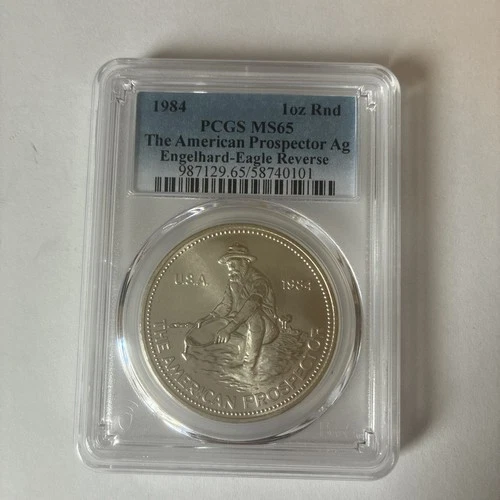 1984 1oz Rnd
PCGS MS65
The American Prospector Ag
Engelhard-Eagle Reverse
987129.65/58740101
U.S.A. 1984
THE AMERICAN PROSPECTOR